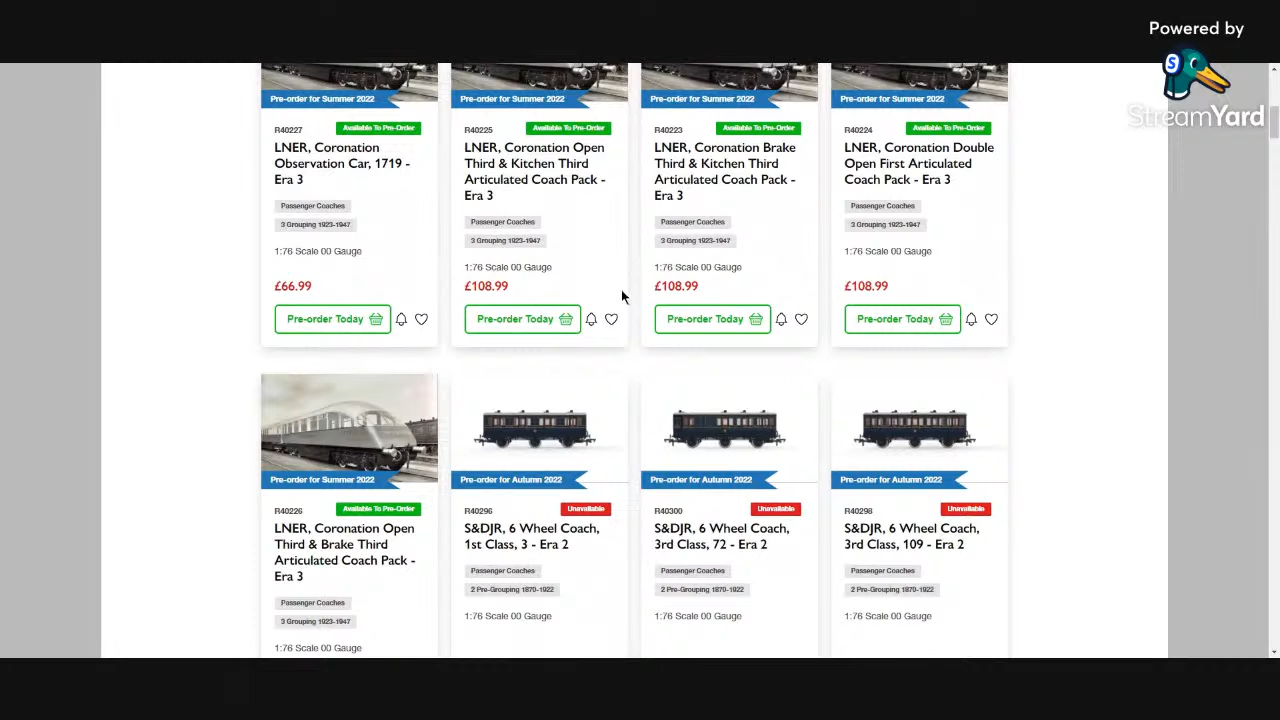 Powered by
StreamYard
Pre-order for Summer 2022
Pre-order for Summer 2022
Pre-order for Summer 2022
Pre-order for Summer 2022
R40227
Available To Pre-Order
LNER, Coronation
Observation Car, 1719 -
Era 3
Passenger Coaches
3 Grouping 1923-1947
1:76 Scale 00 Gauge
£66.99
Pre-order Today
R40225
Available To Pre-Order
LNER, Coronation Open
Third & Kitchen Third
Articulated Coach Pack -
Era 3
Passenger Coaches
3 Grouping 1923-1947
1:76 Scale 00 Gauge
£108.99
Pre-order Today
R40223
Available To Pre-Order
LNER, Coronation Brake
Third & Kitchen Third
Articulated Coach Pack -
Era 3
Passenger Coaches
3 Grouping 1923-1947
1:76 Scale 00 Gauge
£108.99
Pre-order Today
R40224
Available To Pre-Order
LNER, Coronation Double
Open First Articulated
Coach Pack - Era 3
Passenger Coaches
3 Grouping 1923-1947
1:76 Scale 00 Gauge
£108.99
Pre-order Today
Pre-order for Summer 2022
R40226
Available To Pre-Order
LNER, Coronation Open
Third & Brake Third
Articulated Coach Pack -
Era 3
Passenger Coaches
3 Grouping 1923-1947
1:76 Scale 00 Gauge
Pre-order for Autumn 2022
R40296
Unavailable
S&DJR, 6 Wheel Coach,
1st Class, 3 - Era 2
Passenger Coaches
2 Pre-Grouping 1870-1922
1:76 Scale 00 Gauge
Pre-order for Autumn 2022
R40300
Unavailable
S&DJR, 6 Wheel Coach,
3rd Class, 72 - Era 2
Passenger Coaches
2 Pre-Grouping 1870-1922
1:76 Scale 00 Gauge
Pre-order for Autumn 2022
R40298
Unavailable
S&DJR, 6 Wheel Coach,
3rd Class, 109 - Era 2
Passenger Coaches
2 Pre-Grouping 1870-1922
1:76 Scale 00 Gauge